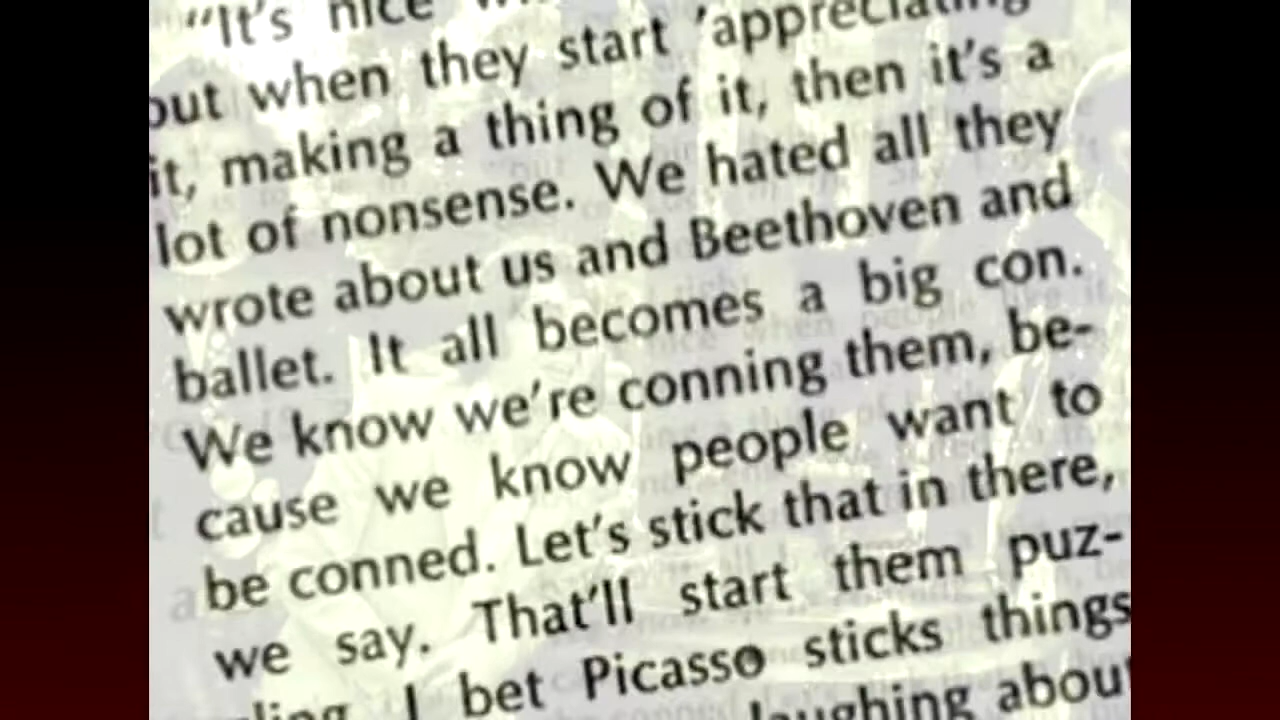 "It's nice
but when they start 'appreciating
it, making a thing of it, then it's a
lot of nonsense. We hated all they
wrote about us and Beethoven and
ballet. It all becomes a big con.
We know we're conning them, be-
cause we know people want to
be conned. Let's stick that in there,
we say. That'll start them puz-
zling. I bet Picasso sticks things
laughing about